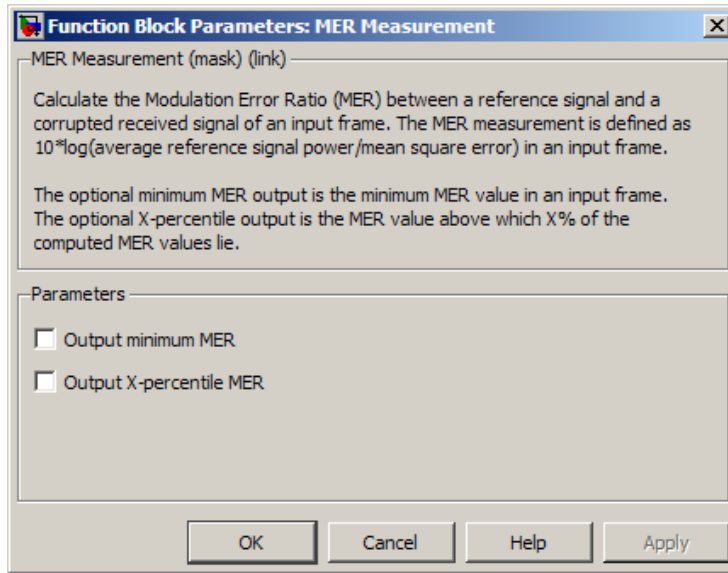 Function Block Parameters: MER Measurement
MER Measurement (mask) (link)
Calculate the Modulation Error Ratio (MER) between a reference signal and a
corrupted received signal of an input frame. The MER measurement is defined as
10*log(average reference signal power/mean square error) in an input frame.
The optional minimum MER output is the minimum MER value in an input frame.
The optional X-percentile output is the MER value above which X% of the
computed MER values lie.
Parameters
Output minimum MER
Output X-percentile MER
OK Cancel Help Apply